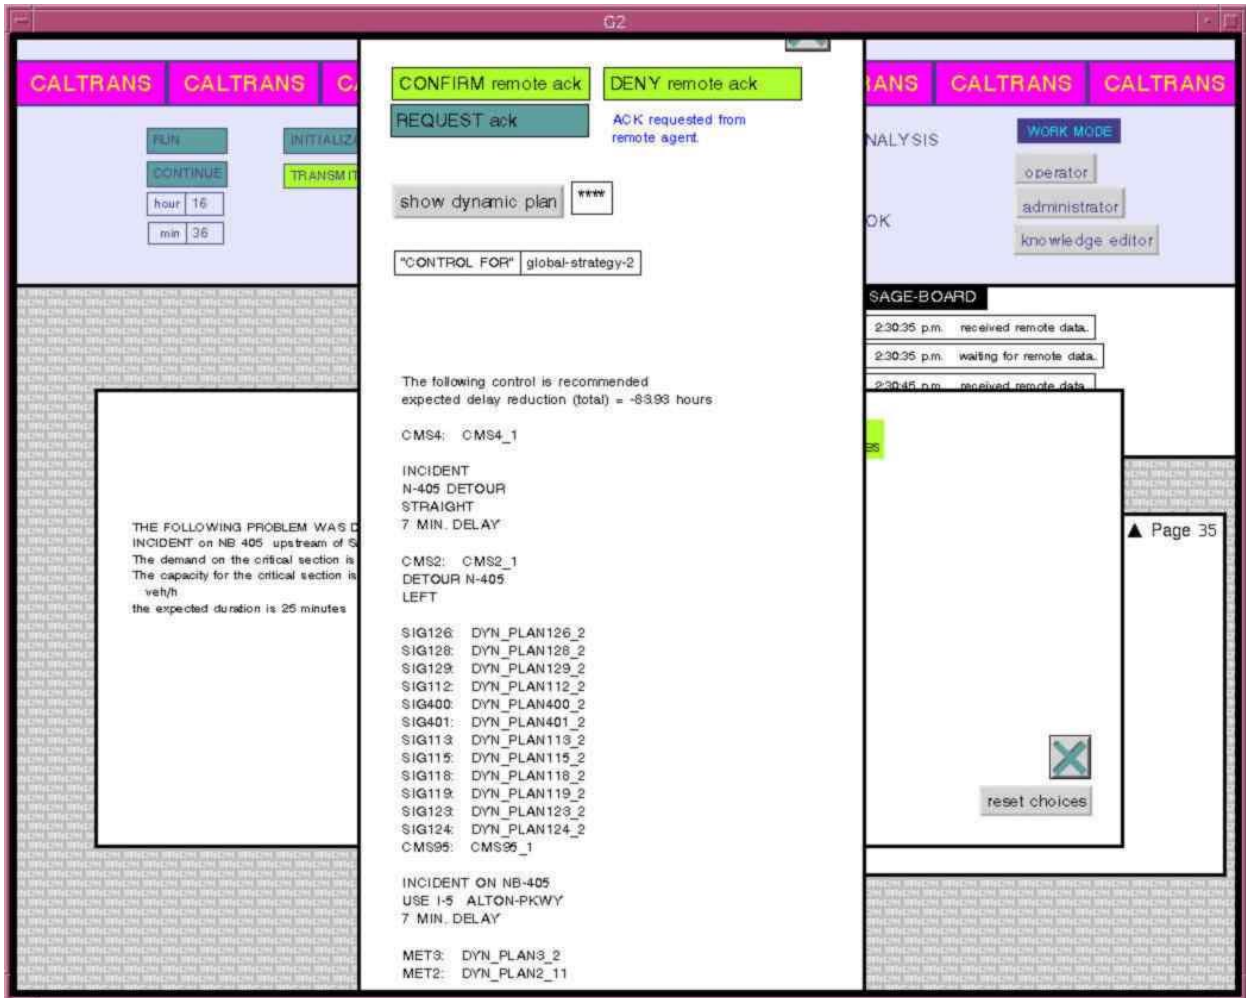 G2
CALTRANS CALTRANS CALTRANS CALTRANS
RUN
CONTINUE
hour 16
min 36
WORK MODE
operator
administrator
knowledge editor
CONFIRM remote ack DENY remote ack
REQUEST ack
ACK requested from
remote agent.
show dynamic plan ****
"CONTROL FOR" global-strategy-2
The following control is recommended
expected delay reduction (total) = -83.93 hours
CMS4: CMS4_1
INCIDENT
N-405 DETOUR
STRAIGHT
7 MIN. DELAY
CMS2: CMS2_1
DETOUR N-405
LEFT
SIG126: DYN_PLAN126_2
SIG128: DYN_PLAN128_2
SIG129: DYN_PLAN129_2
SIG112: DYN_PLAN112_2
SIG400: DYN_PLAN400_2
SIG401: DYN_PLAN401_2
SIG113: DYN_PLAN113_2
SIG115: DYN_PLAN115_2
SIG118: DYN_PLAN118_2
SIG119: DYN_PLAN119_2
SIG123: DYN_PLAN123_2
SIG124: DYN_PLAN124_2
CMS95: CMS95_1
INCIDENT ON NB-405
USE I-5 ALTON-PKWY
7 MIN. DELAY
MET3: DYN_PLAN3_2
MET2: DYN_PLAN2_11
SAGE-BOARD
2:30:35 p.m. received remote data.
2:30:35 p.m. waiting for remote data.
2:30:45 p.m. received remote data
THE FOLLOWING PROBLEM WAS D
INCIDENT on NB 405 upstream of S
The demand on the critical section is
The capacity for the critical section is
veh/h
the expected duration is 25 minutes
▲ Page 35
reset choices